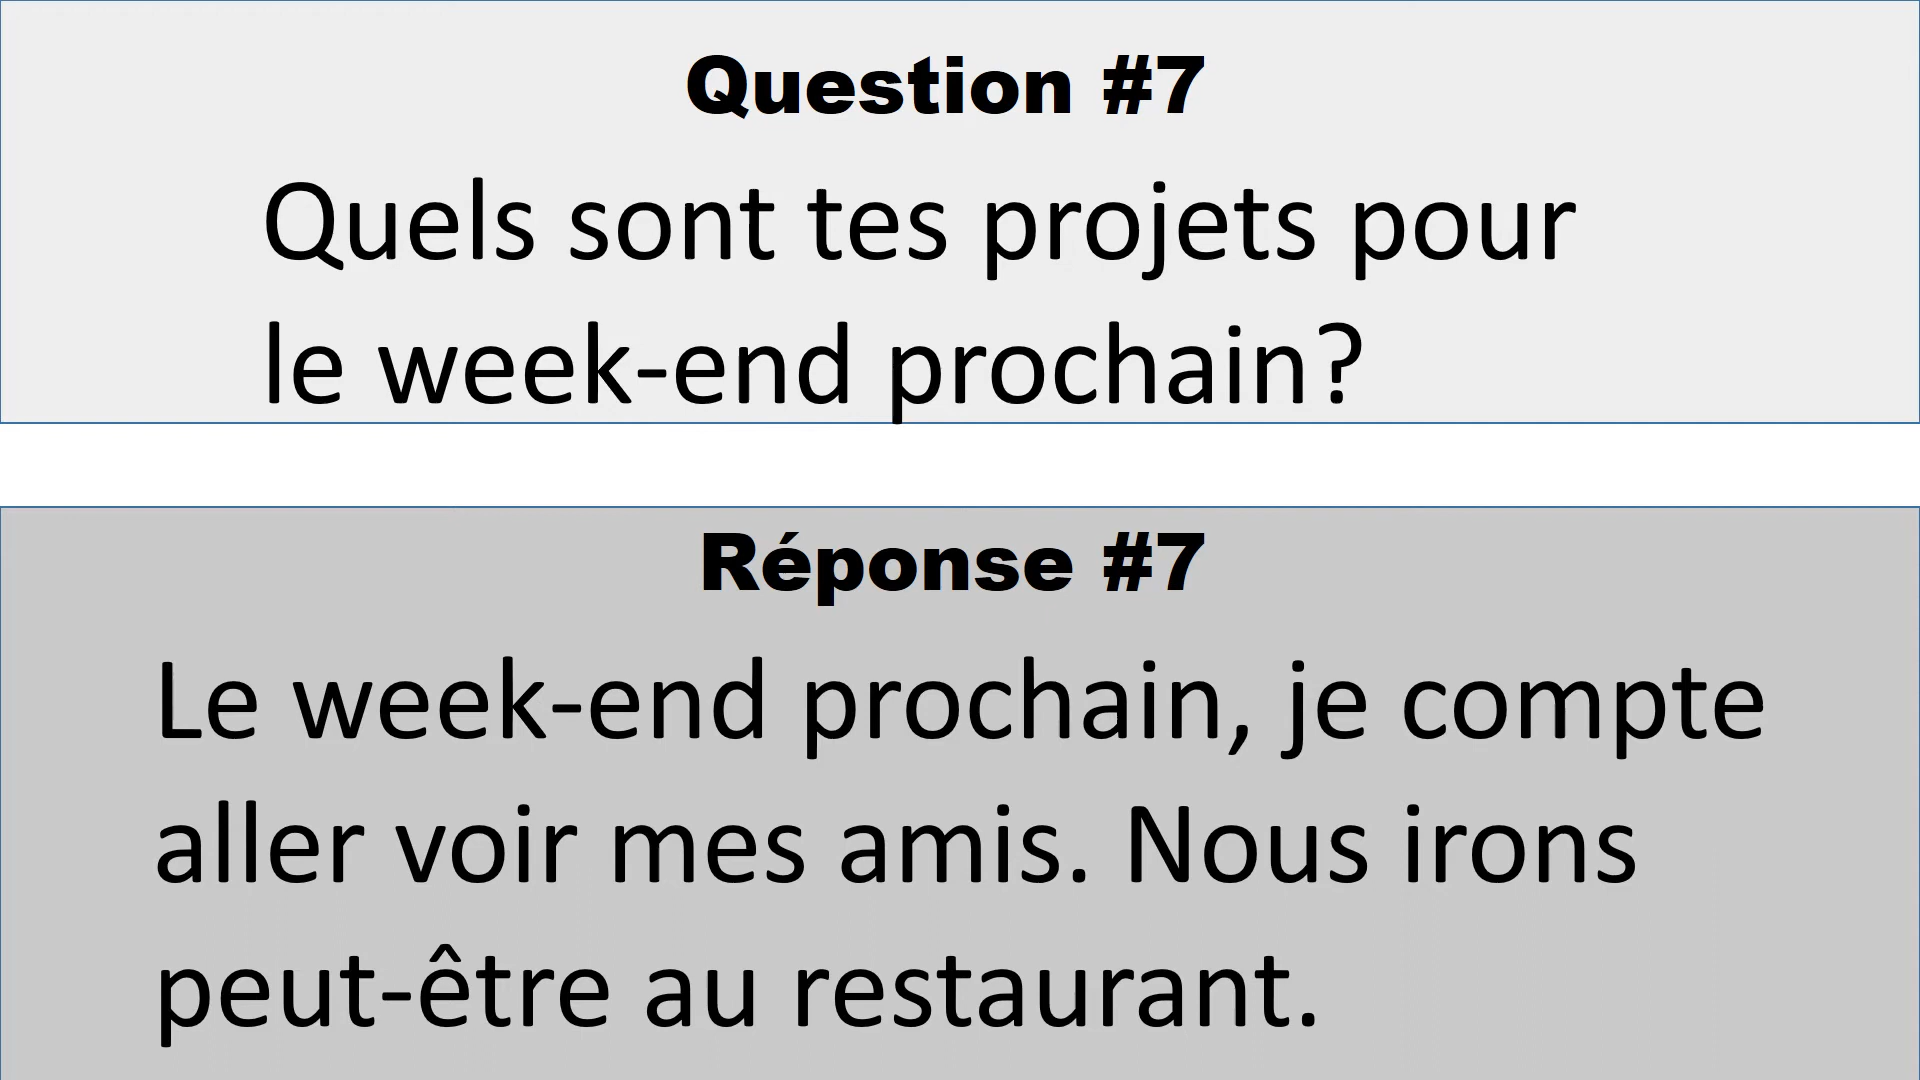 Question #7
Quels sont tes projets pour
le week-end prochain?
Réponse #7
Le week-end prochain, je compte
aller voir mes amis. Nous irons
peut-être au restaurant.